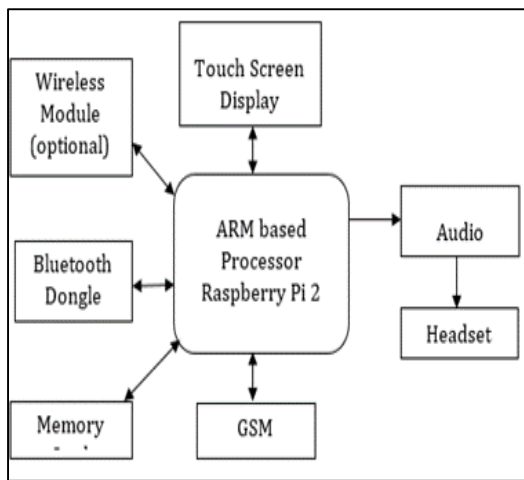 Touch Screen
Display
Wireless
Module
(optional)
ARM based
Processor
Raspberry Pi 2
Audio
Bluetooth
Dongle
Headset
Memory
GSM